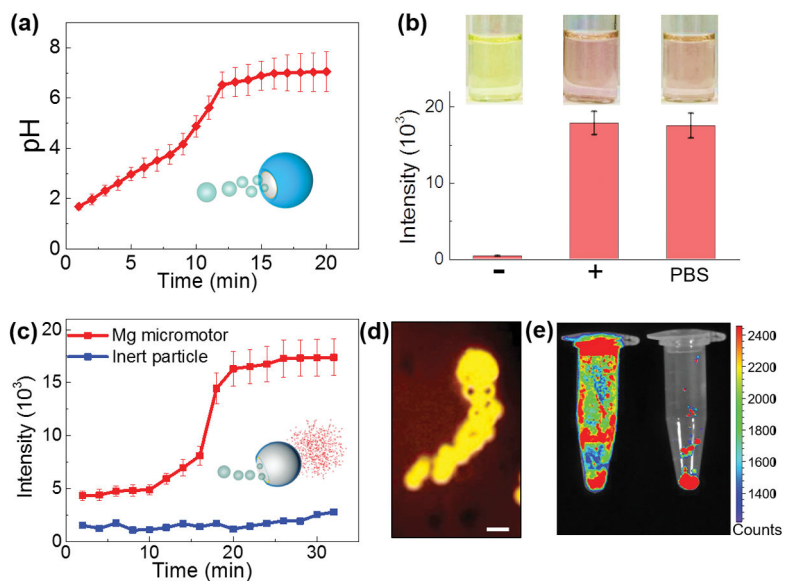 (a)
8
6
4
2
0
pH
0
5
10
15
20
Time (min)
(b)
20
10
0
Intensity (10³)
-
+
PBS
(c)
Mg micromotor
Inert particle
20
15
10
5
0
Intensity (10³)
0
10
20
30
Time (min)
(d)
(e)
2400
2200
2000
1800
1600
1400
Counts